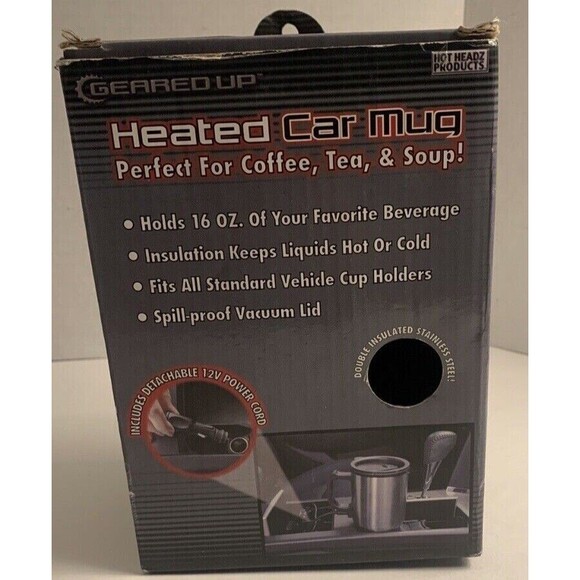 GEARED UP™
HOT HEADZ
PRODUCTS
Heated Car Mug
Perfect For Coffee, Tea, & Soup!
• Holds 16 OZ. Of Your Favorite Beverage
• Insulation Keeps Liquids Hot Or Cold
• Fits All Standard Vehicle Cup Holders
• Spill-proof Vacuum Lid
DOUBLE INSULATED STAINLESS STEEL!
INCLUDES DETACHABLE 12V POWER CORD